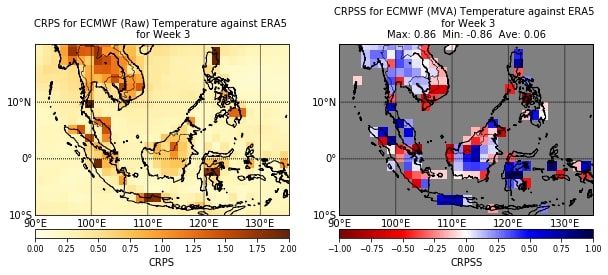 CRPS for ECMWF (Raw) Temperature against ERA5
for Week 3
10°N
0°
10°S
90°E 100°E 110°E 120°E 130°E
0.00 0.25 0.50 0.75 1.00 1.25 1.50 1.75 2.00
CRPS
CRPSS for ECMWF (MVA) Temperature against ERA5
for Week 3
Max: 0.86 Min: -0.86 Ave: 0.06
10°N
0°
10°S
90°E 100°E 110°E 120°E 130°E
−1.00 −0.75 −0.50 −0.25 0.00 0.25 0.50 0.75 1.00
CRPSS